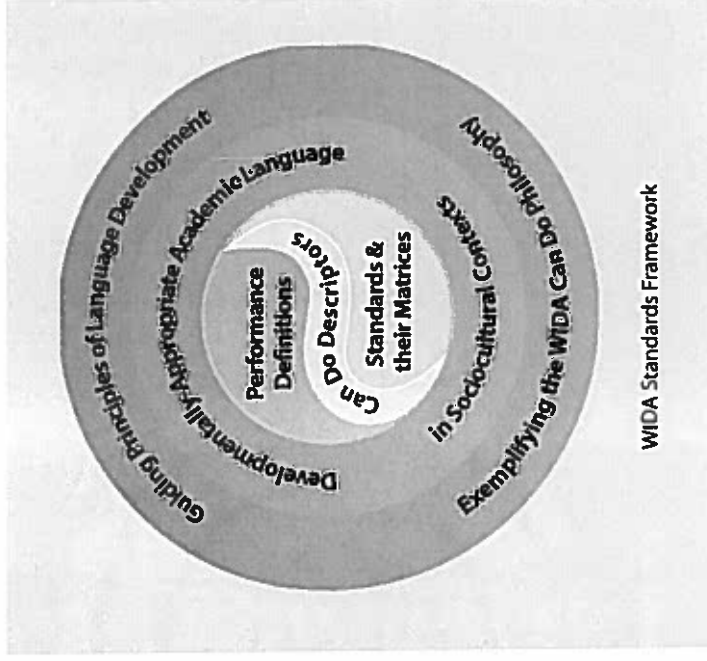 Guiding Principles of Language Development
Developmentally-Appropriate Academic Language
Performance
Definitions
Can Do Descriptors
Standards &
their Matrices
in Sociocultural Contexts
Exemplifying the WIDA Can Do Philosophy
WIDA Standards Framework